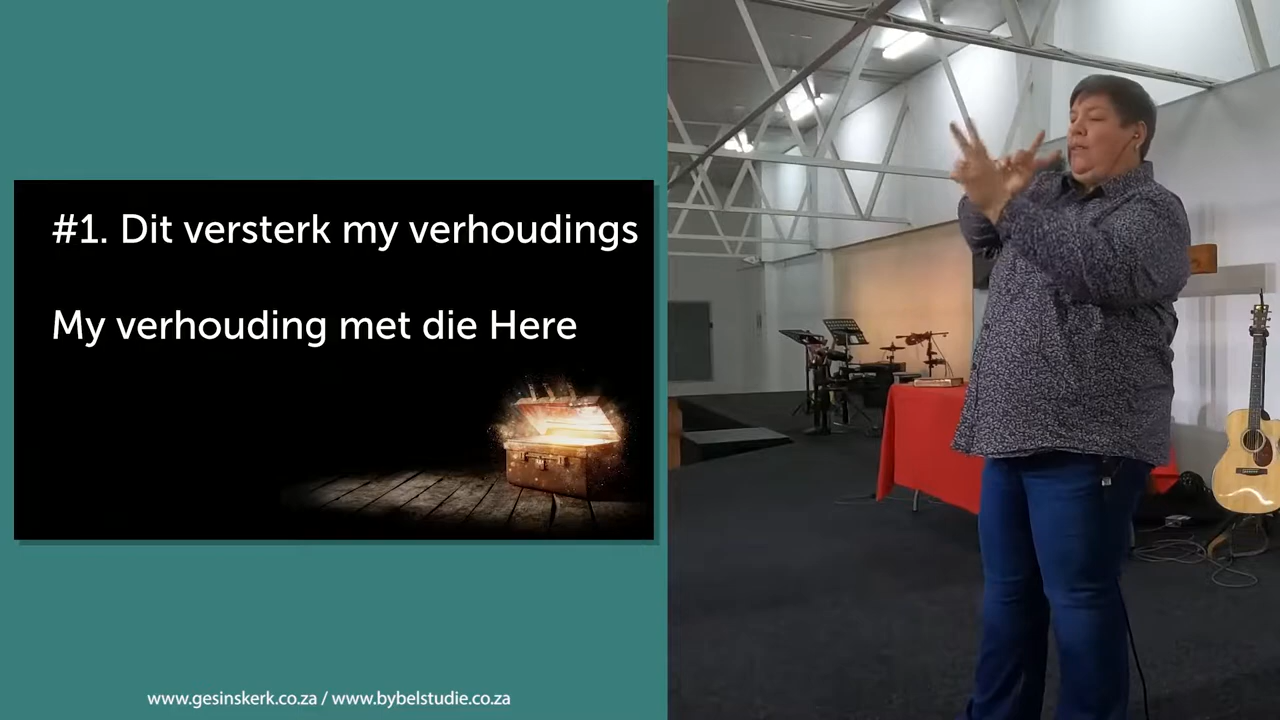 #1. Dit versterk my verhoudings
My verhouding met die Here
www.gesinskerk.co.za / www.bybelstudie.co.za